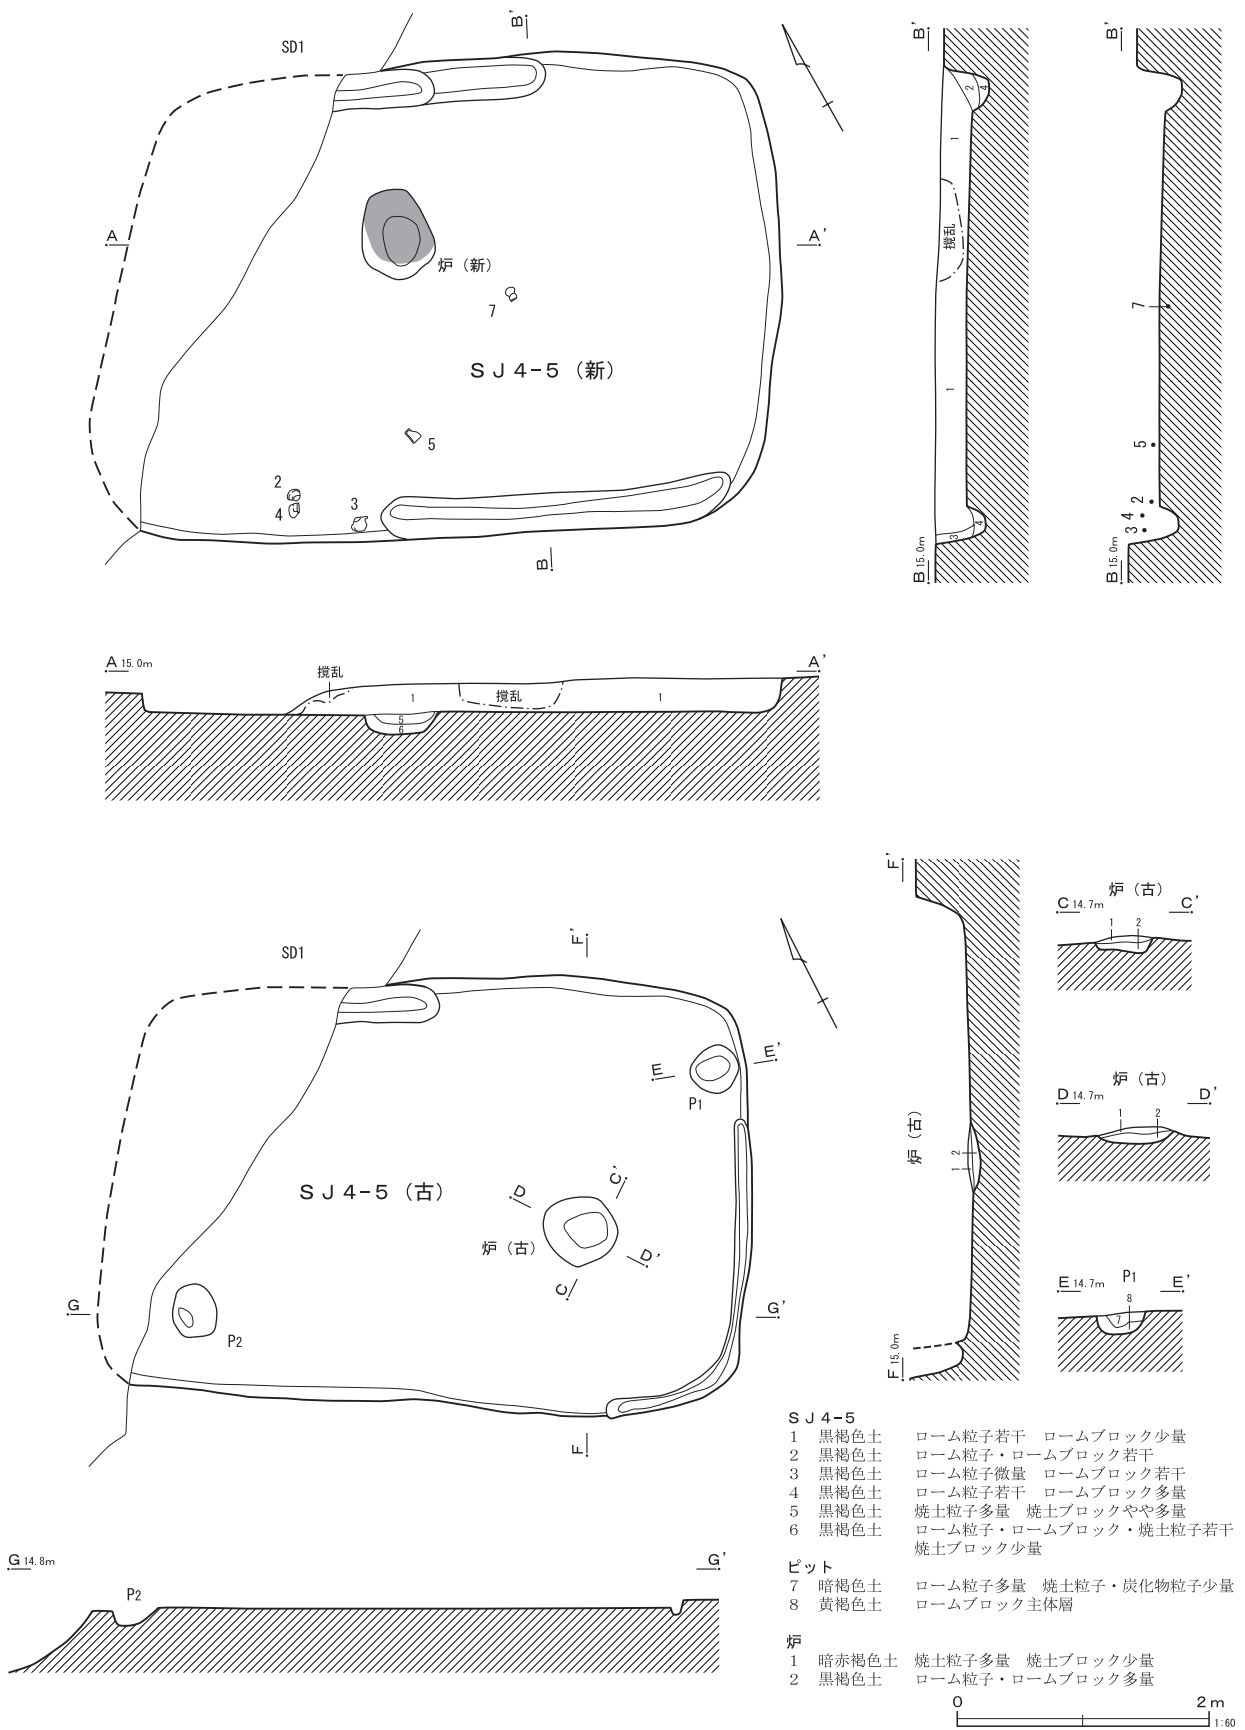 SD1
B'
A
A'
炉（新）
7
ＳＪ４-５（新）
5
2
4
3
B
B'
2
4
1
撹乱
1
4
3
B 15.0m
B'
7
5
2
4
3
B 15.0m
A 15.0m
A'
撹乱
1
撹乱
1
5
6
SD1
F'
E
E'
P1
ＳＪ４-５（古）
D
C'
炉（古）
D'
C
G
G'
P2
F
F'
炉（古）
2
1
F 15.0m
炉（古）
C 14.7m
C'
1 2
炉（古）
D 14.7m
D'
1 2
P1
E 14.7m
E'
8
7
G 14.8m
G'
P2
ＳＪ４-５
1 黒褐色土 ローム粒子若干 ロームブロック少量
2 黒褐色土 ローム粒子・ロームブロック若干
3 黒褐色土 ローム粒子微量 ロームブロック若干
4 黒褐色土 ローム粒子若干 ロームブロック多量
5 黒褐色土 焼土粒子多量 焼土ブロックやや多量
6 黒褐色土 ローム粒子・ロームブロック・焼土粒子若干
焼土ブロック少量
ピット
7 暗褐色土 ローム粒子多量 焼土粒子・炭化物粒子少量
8 黄褐色土 ロームブロック主体層
炉
1 暗赤褐色土 焼土粒子多量 焼土ブロック少量
2 黒褐色土 ローム粒子・ロームブロック多量
0 2m
1:60